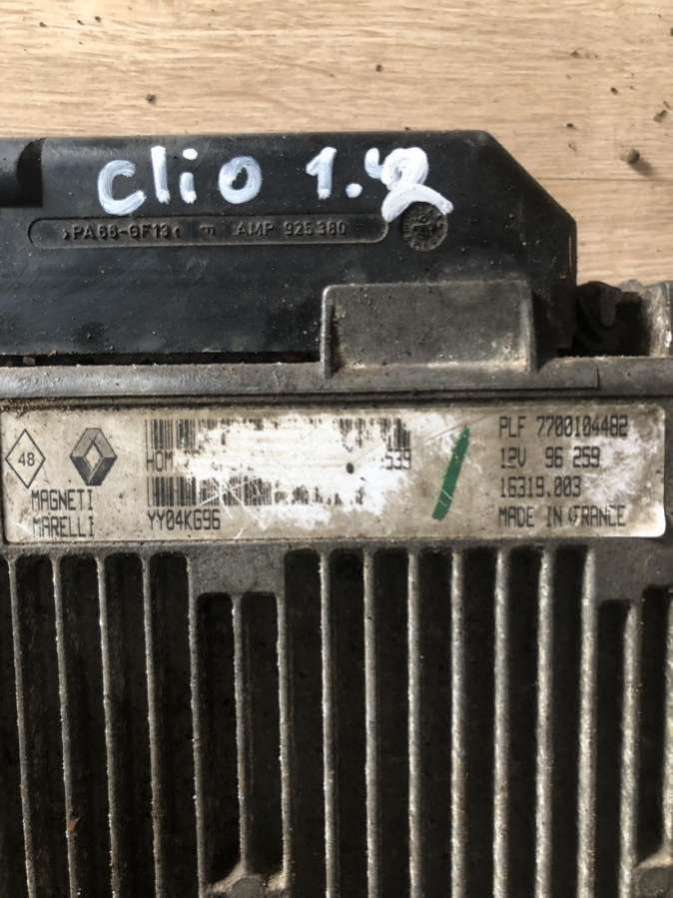 clio 1.2
>PA66-GF13< AMP 925380
48
MAGNETI
MARELLI
HOM 539
YY04KG96
PLF 7700104482
12V 96 259
16319.003
MADE IN FRANCE